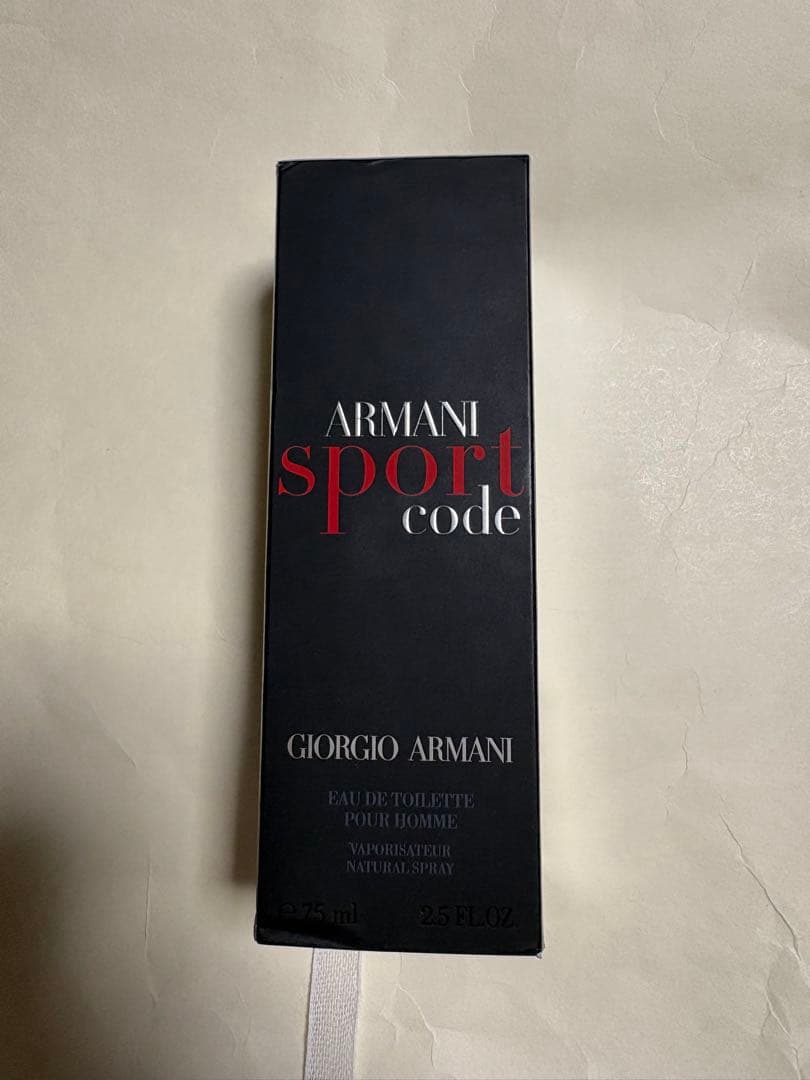 ARMANI
sport
code
GIORGIO ARMANI
EAU DE TOILETTE
POUR HOMME
VAPORISATEUR
NATURAL SPRAY
℮ 75 ml 2.5 FL.OZ